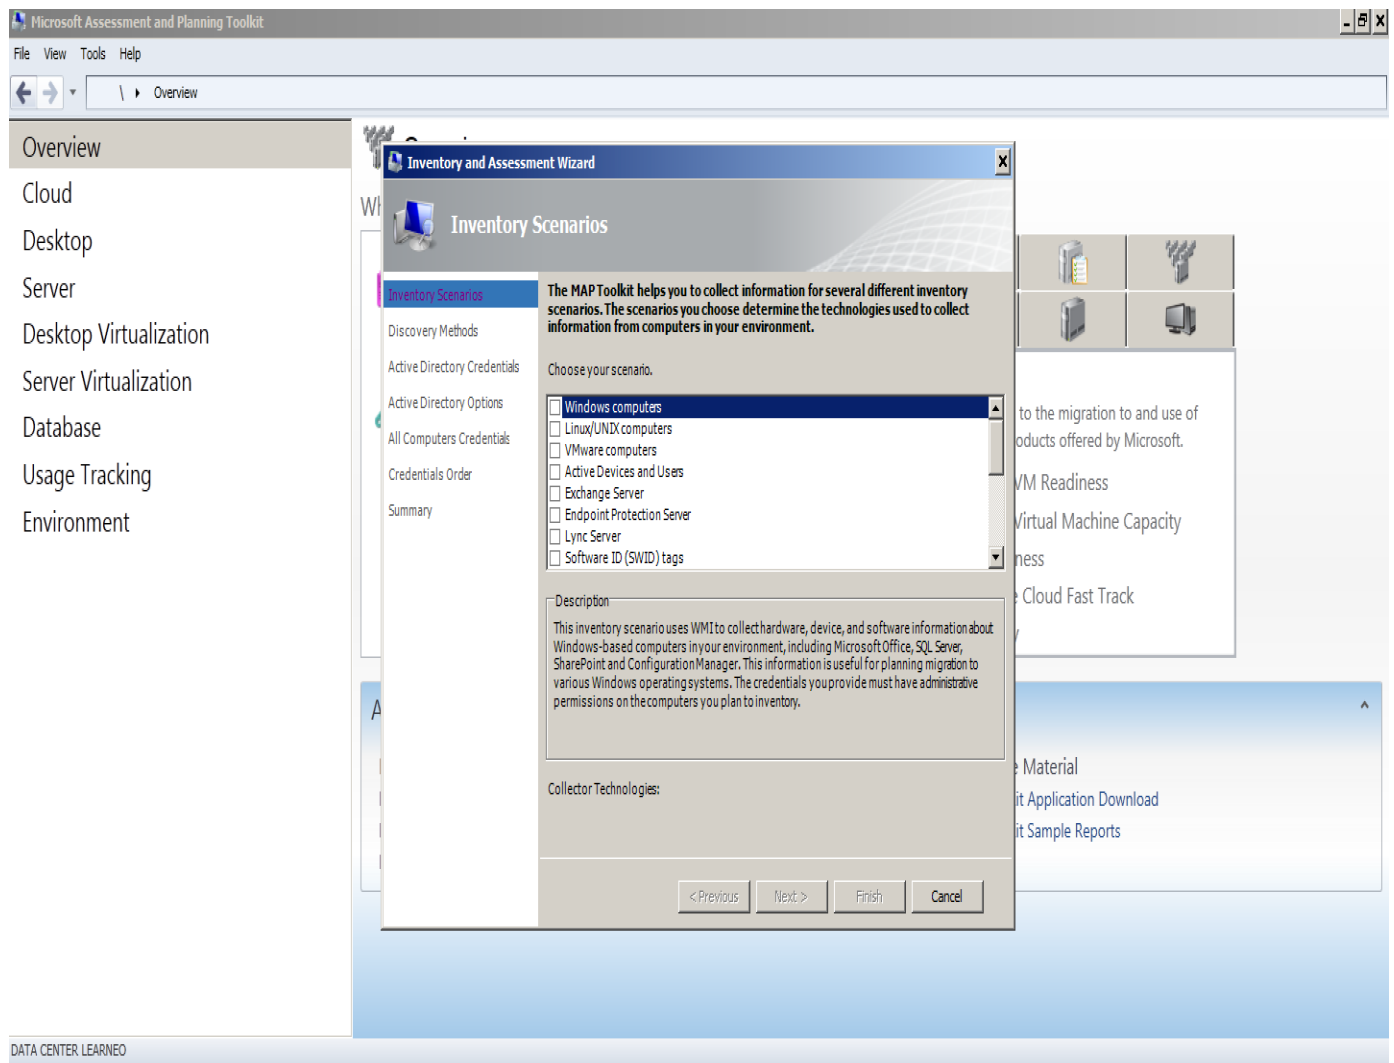 Microsoft Assessment and Planning Toolkit
File View Tools Help
\ Overview
Overview
Cloud
Desktop
Server
Desktop Virtualization
Server Virtualization
Database
Usage Tracking
Environment
Inventory and Assessment Wizard
Inventory Scenarios
Inventory Scenarios
Discovery Methods
Active Directory Credentials
Active Directory Options
All Computers Credentials
Credentials Order
Summary
The MAP Toolkit helps you to collect information for several different inventory
scenarios. The scenarios you choose determine the technologies used to collect
information from computers in your environment.
Choose your scenario.
Windows computers
Linux/UNIX computers
VMware computers
Active Devices and Users
Exchange Server
Endpoint Protection Server
Lync Server
Software ID (SWID) tags
Description
This inventory scenario uses WMI to collect hardware, device, and software information about
Windows-based computers in your environment, including Microsoft Office, SQL Server,
SharePoint and Configuration Manager. This information is useful for planning migration to
various Windows operating systems. The credentials you provide must have administrative
permissions on the computers you plan to inventory.
Collector Technologies:
< Previous Next > Finish Cancel
to the migration to and use of
oducts offered by Microsoft.
VM Readiness
Virtual Machine Capacity
ness
Cloud Fast Track
Material
it Application Download
it Sample Reports
DATA CENTER LEARNEO